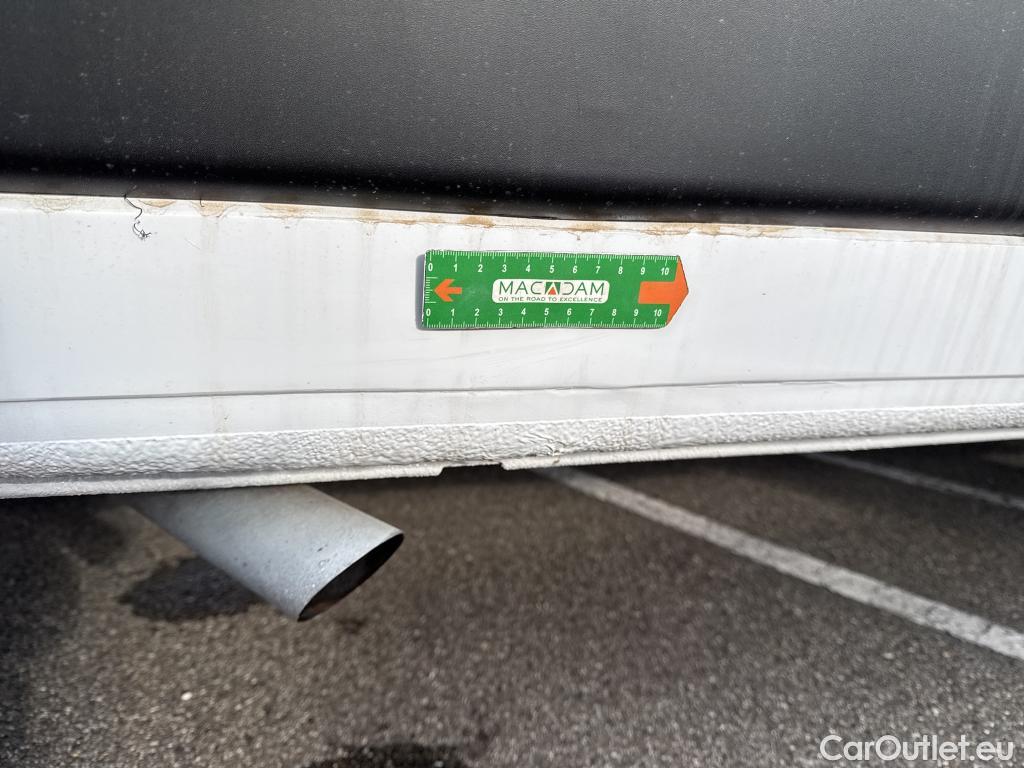 0 1 2 3 4 5 6 7 8 9 10
MACADAM
ON THE ROAD TO EXCELLENCE
0 1 2 3 4 5 6 7 8 9 10
CarOutlet.eu